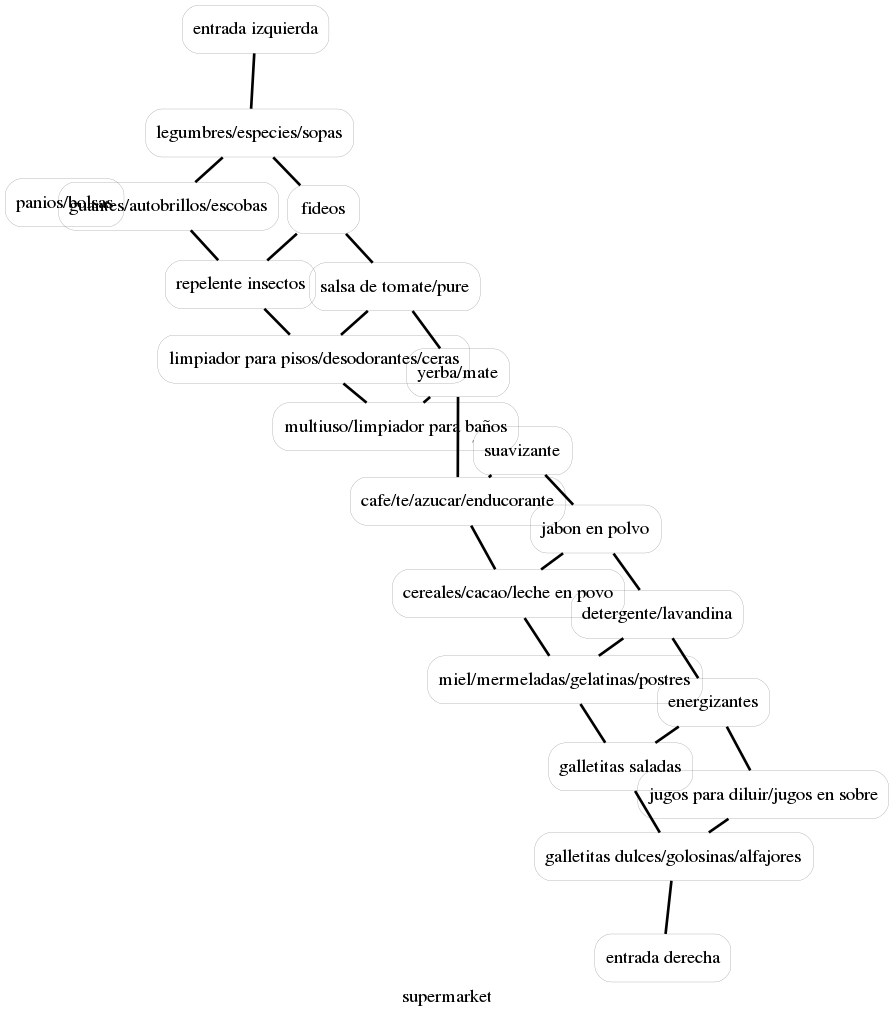 entrada izquierda
legumbres/especies/sopas
panios/bolsas
guantes/autobrillos/escobas
fideos
repelente insectos
salsa de tomate/pure
limpiador para pisos/desodorantes/ceras
yerba/mate
multiuso/limpiador para baños
suavizante
cafe/te/azucar/enducorante
jabon en polvo
cereales/cacao/leche en povo
detergente/lavandina
miel/mermeladas/gelatinas/postres
energizantes
galletitas saladas
jugos para diluir/jugos en sobre
galletitas dulces/golosinas/alfajores
entrada derecha
supermarket